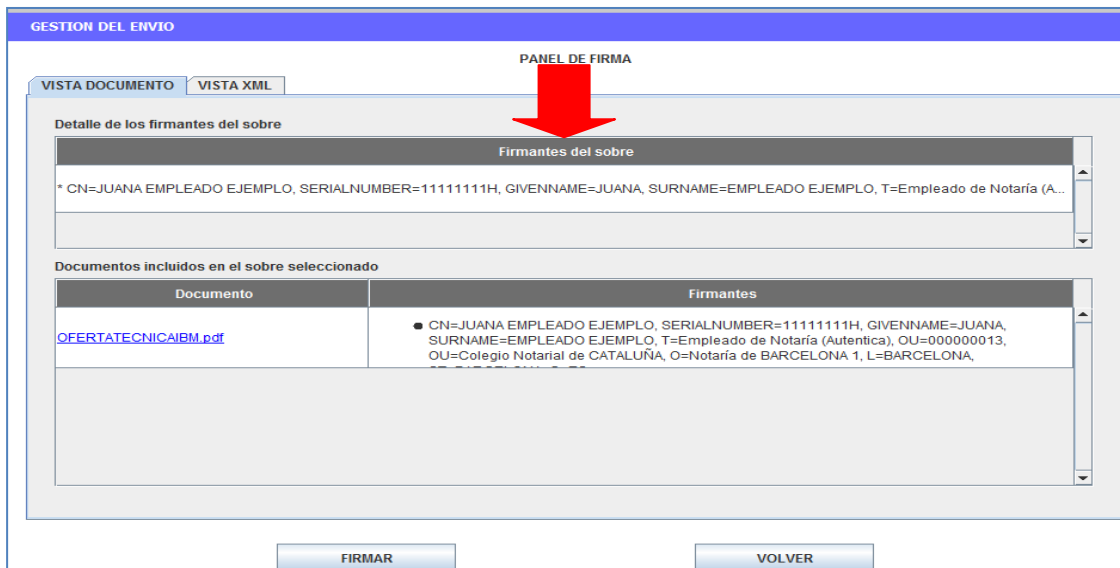 GESTION DEL ENVIO
PANEL DE FIRMA
VISTA DOCUMENTO VISTA XML
Detalle de los firmantes del sobre
Firmantes del sobre
* CN=JUANA EMPLEADO EJEMPLO, SERIALNUMBER=11111111H, GIVENNAME=JUANA, SURNAME=EMPLEADO EJEMPLO, T=Empleado de Notaría (A...
Documentos incluidos en el sobre seleccionado
Documento Firmantes
OFERTATECNICAIBM.pdf
CN=JUANA EMPLEADO EJEMPLO, SERIALNUMBER=11111111H, GIVENNAME=JUANA,
SURNAME=EMPLEADO EJEMPLO, T=Empleado de Notaría (Autentica), OU=000000013,
OU=Colegio Notarial de CATALUÑA, O=Notaría de BARCELONA 1, L=BARCELONA,
FIRMAR VOLVER